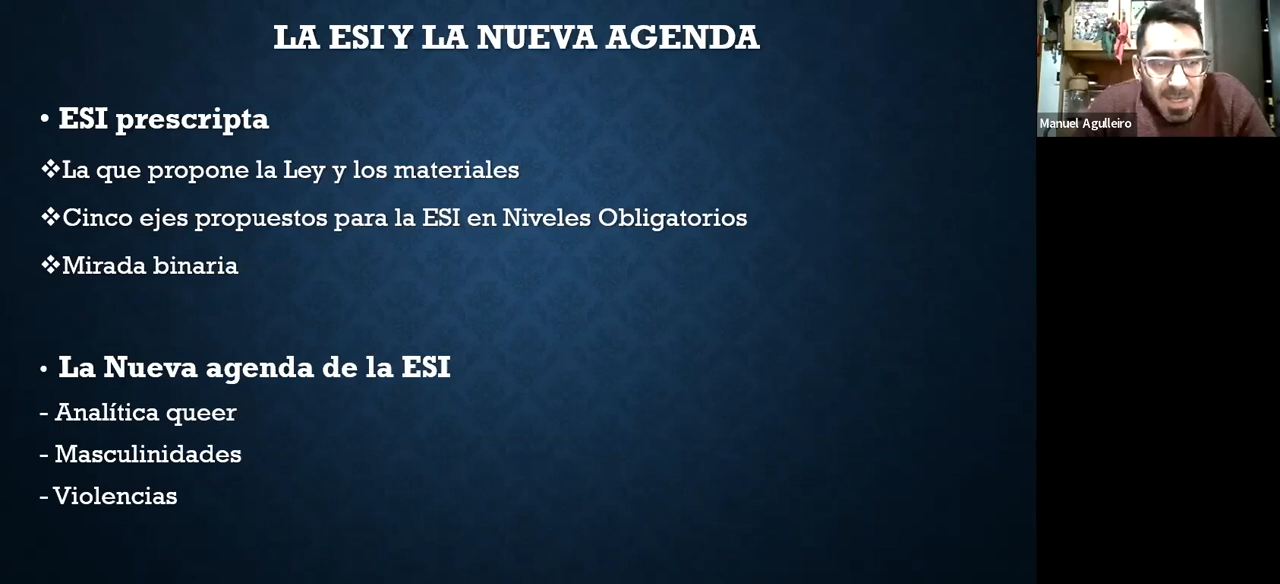 LA ESI Y LA NUEVA AGENDA
• ESI prescripta
❖La que propone la Ley y los materiales
❖Cinco ejes propuestos para la ESI en Niveles Obligatorios
❖Mirada binaria
• La Nueva agenda de la ESI
- Analítica queer
- Masculinidades
- Violencias
Manuel Agulleiro